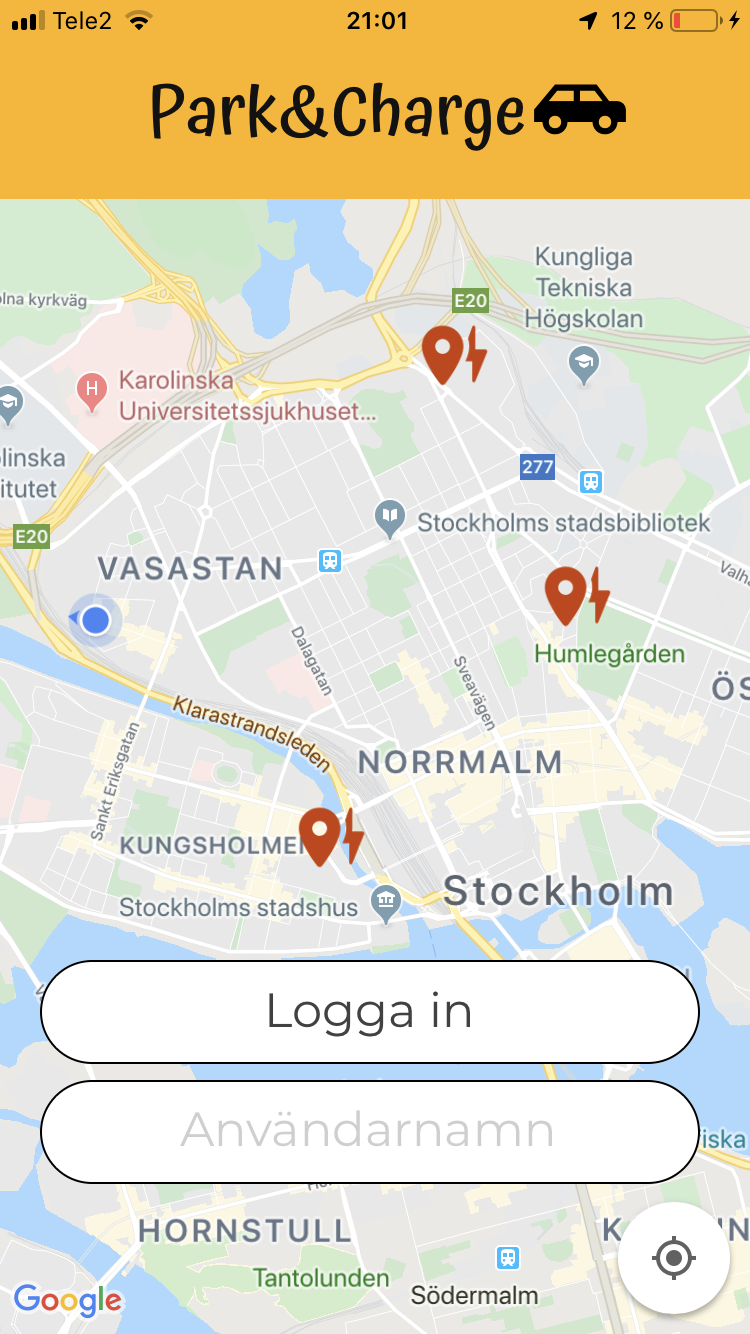 Tele2 21:01 12 %
Park&Charge
Kungliga
Tekniska
Högskolan
olna kyrkväg
E20
Karolinska
Universitetssjukhuset...
H
olinska
itutet
277
Stockholms stadsbibliotek
E20
VASASTAN
Valha
Dalagatan
Humlegården
Sveavägen
ÖS
Klarastrandsleden
Sankt Eriksgatan
NORRMALM
KUNGSHOLME
Stockholm
Stockholms stadshus
Logga in
Användarnamn
iska
HORNSTULL
Tantolunden
Södermalm
Google